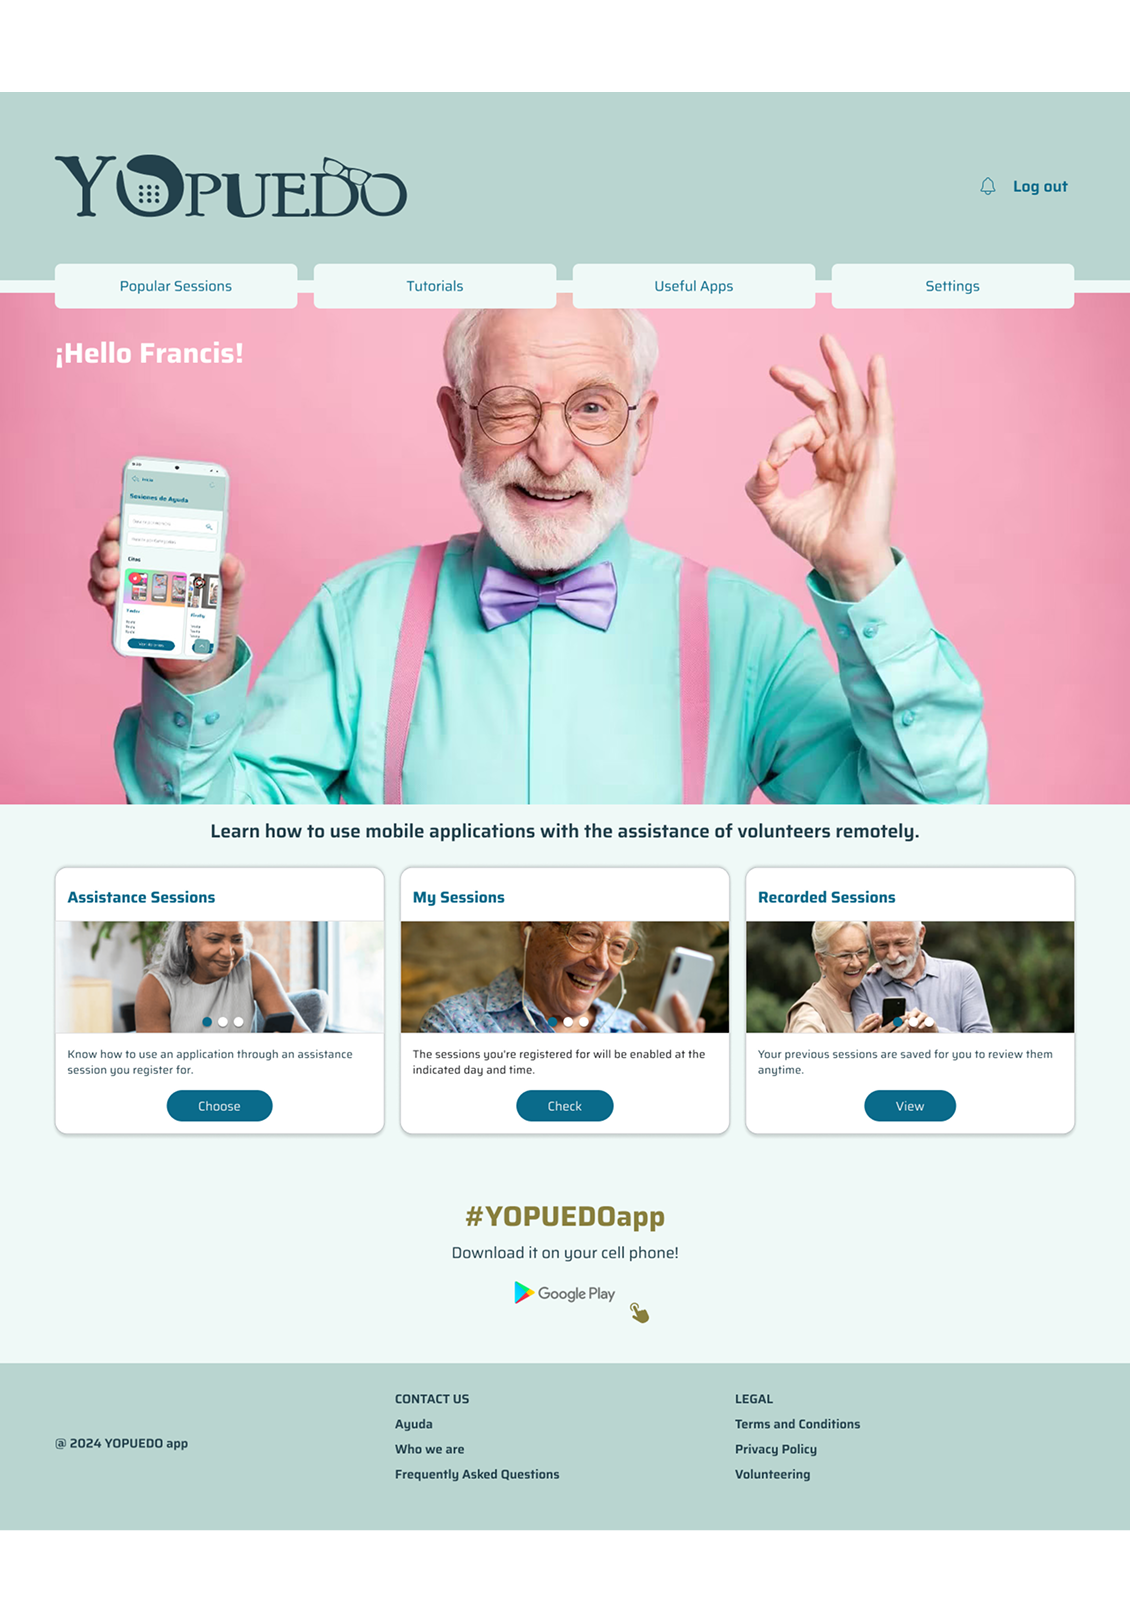 YOPUEDO
Log out
Popular Sessions
Tutorials
Useful Apps
Settings
¡Hello Francis!
Sesiones de Ayuda
Learn how to use mobile applications with the assistance of volunteers remotely.
Assistance Sessions
Know how to use an application through an assistance
session you register for.
Choose
My Sessions
The sessions you're registered for will be enabled at the
indicated day and time.
Check
Recorded Sessions
Your previous sessions are saved for you to review them
anytime.
View
#YOPUEDOapp
Download it on your cell phone!
Google Play
@ 2024 YOPUEDO app
CONTACT US
Ayuda
Who we are
Frequently Asked Questions
LEGAL
Terms and Conditions
Privacy Policy
Volunteering